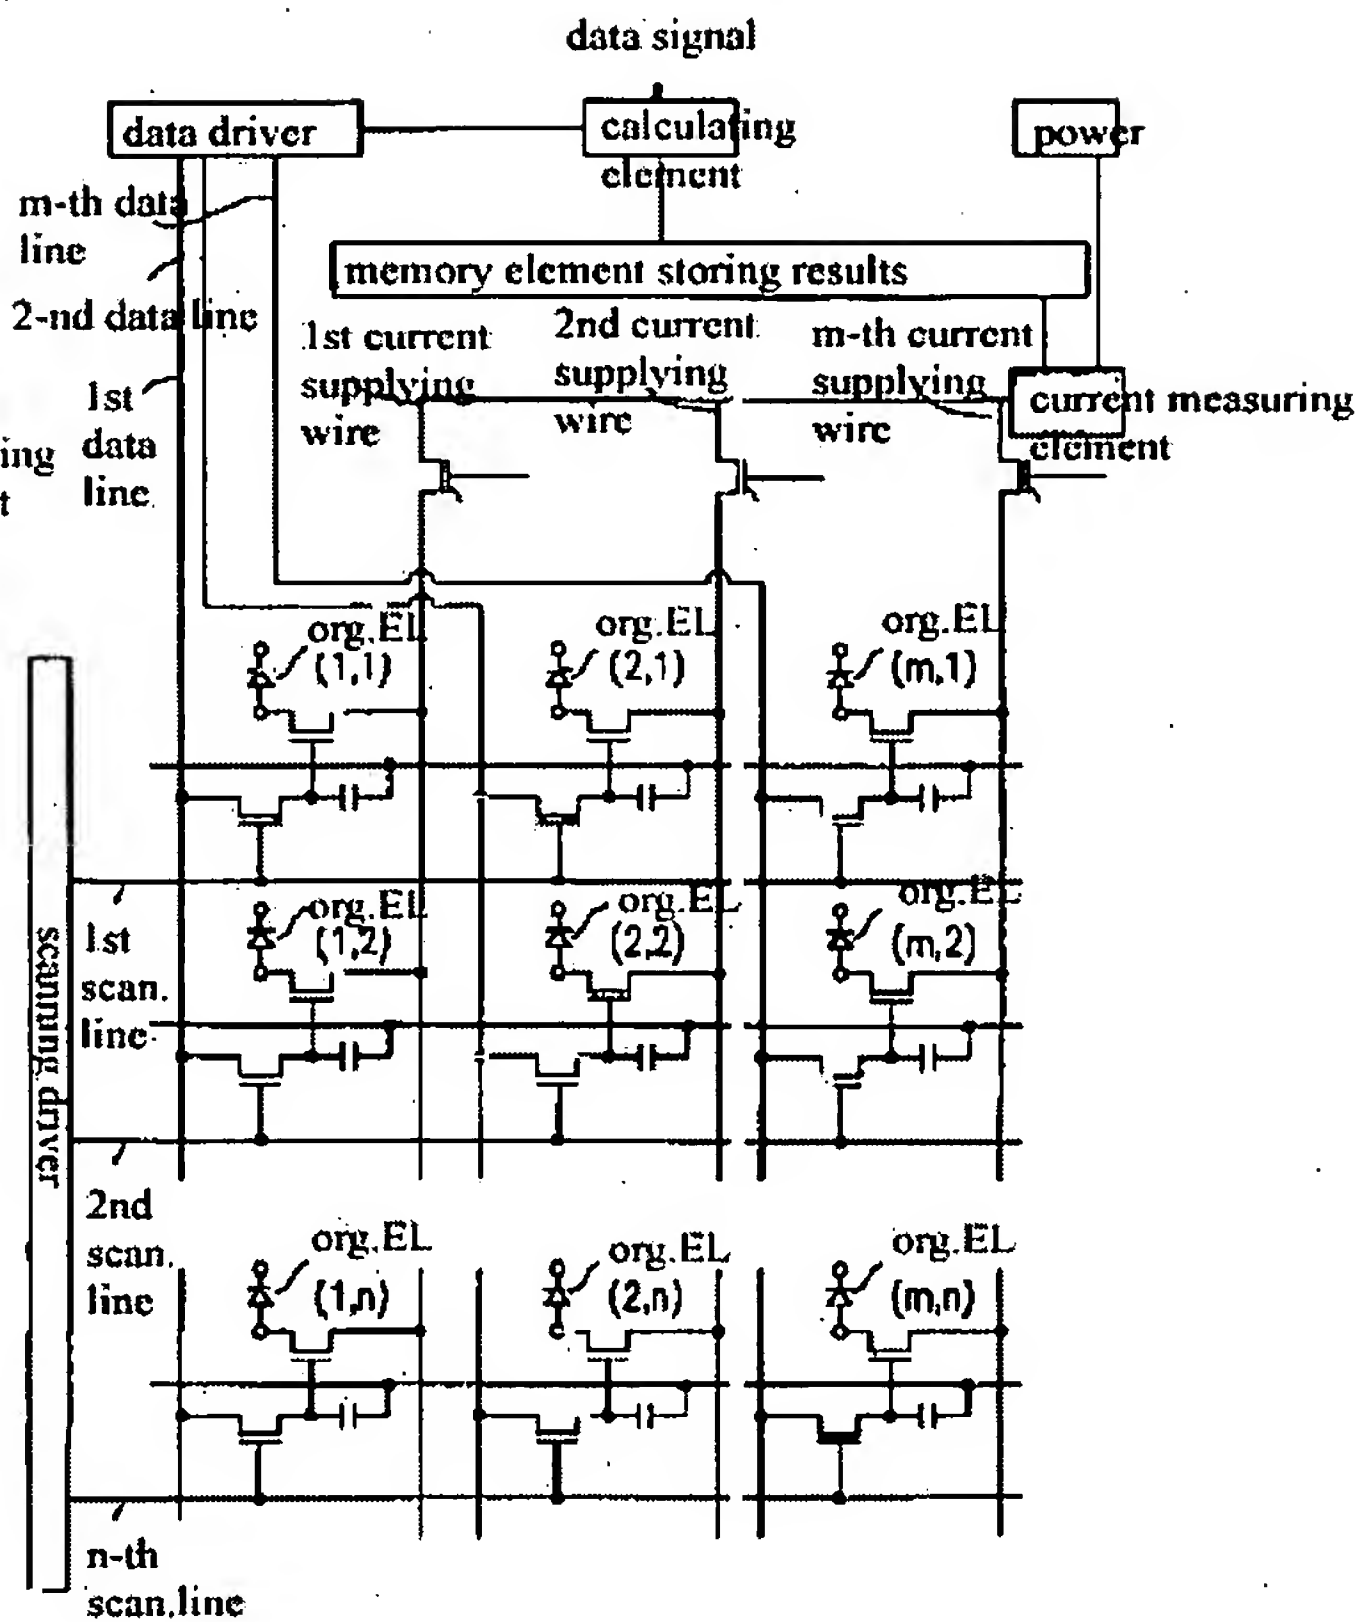 data signal
data driver
calculating
element
power
m-th data
line
2-nd data line
memory element storing results
1st current
supplying
wire
2nd current
supplying
wire
m-th current
supplying
wire
current measuring
element
1st
data
line
ing
t
org.EL
(1,1)
org.EL
(2,1)
org.EL
(m,1)
scanning driver
1st
scan.
line
org.EL
(1,2)
org.EL
(2,2)
org.EL
(m,2)
2nd
scan.
line
org.EL
(1,n)
org.EL
(2,n)
org.EL
(m,n)
n-th
scan.line